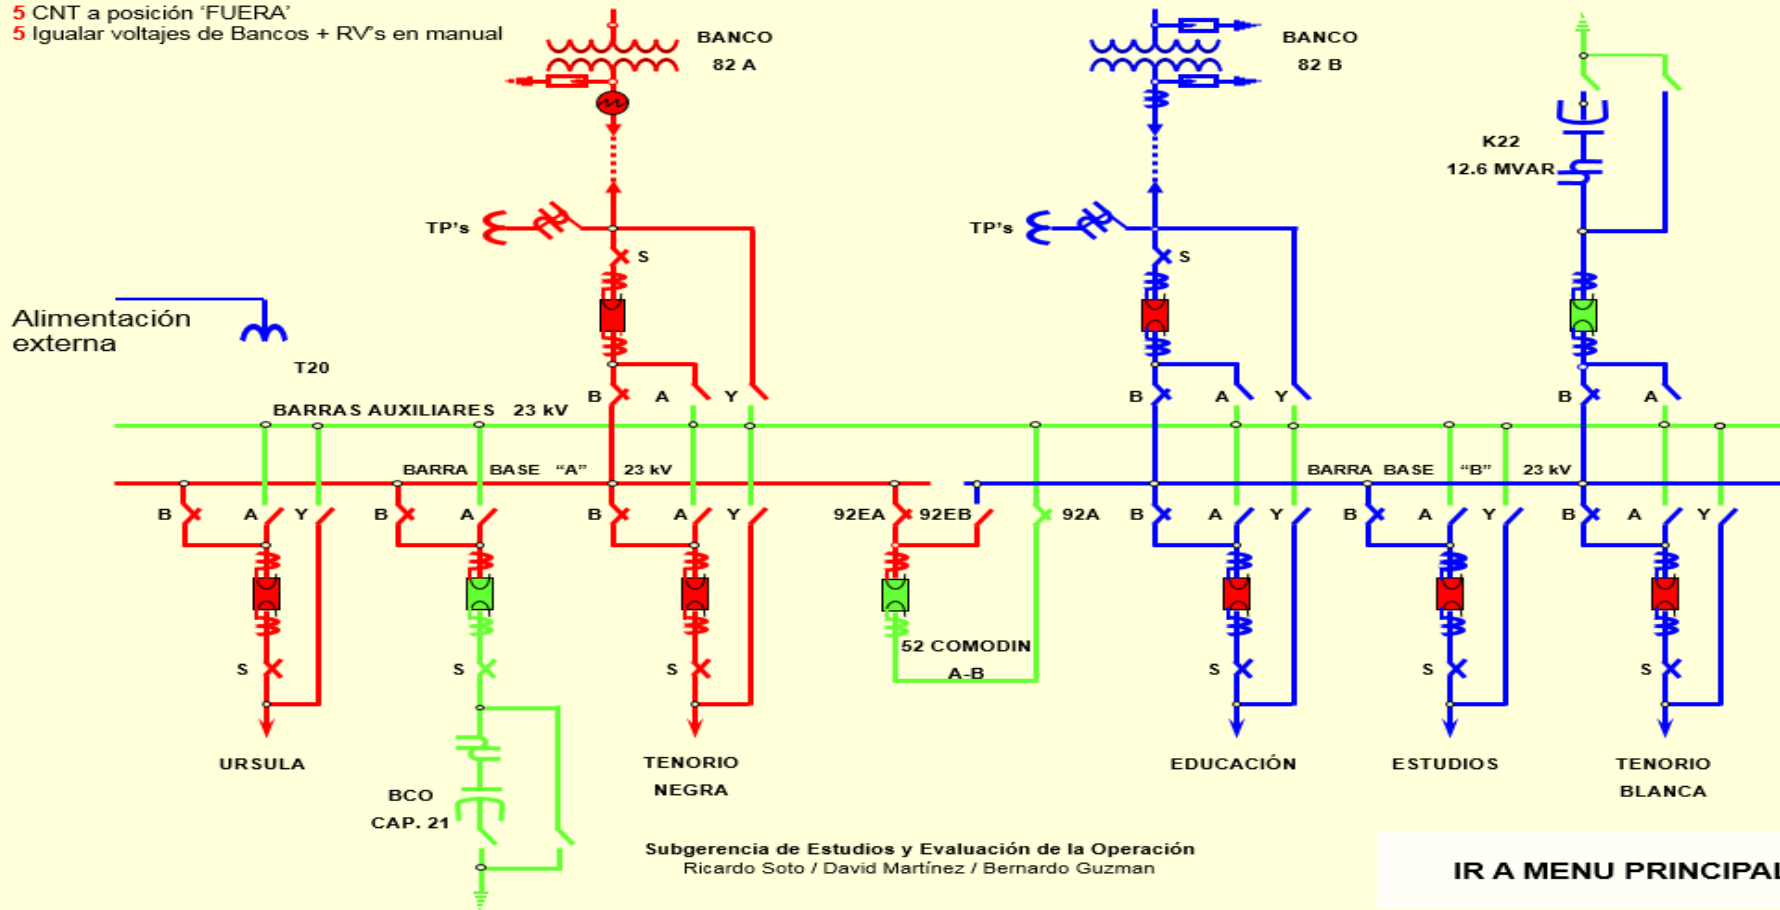 5 CNT a posición ‘FUERA’
5 Igualar voltajes de Bancos + RV's en manual
BANCO
82 A
BANCO
82 B
K22
12.6 MVAR
TP's
TP's
S
S
Alimentación
externa
T20
B A Y
B A Y
B A
BARRAS AUXILIARES 23 kV
BARRA BASE “A” 23 kV
BARRA BASE “B” 23 kV
B A Y
B A
B A Y
92EA 92EB 92A
B A Y
B A Y
B A Y
S
S
S
52 COMODIN
A-B
S
S
S
URSULA
TENORIO
NEGRA
EDUCACIÓN
ESTUDIOS
TENORIO
BLANCA
BCO
CAP. 21
Subgerencia de Estudios y Evaluación de la Operación
Ricardo Soto / David Martínez / Bernardo Guzman
IR A MENU PRINCIPAL